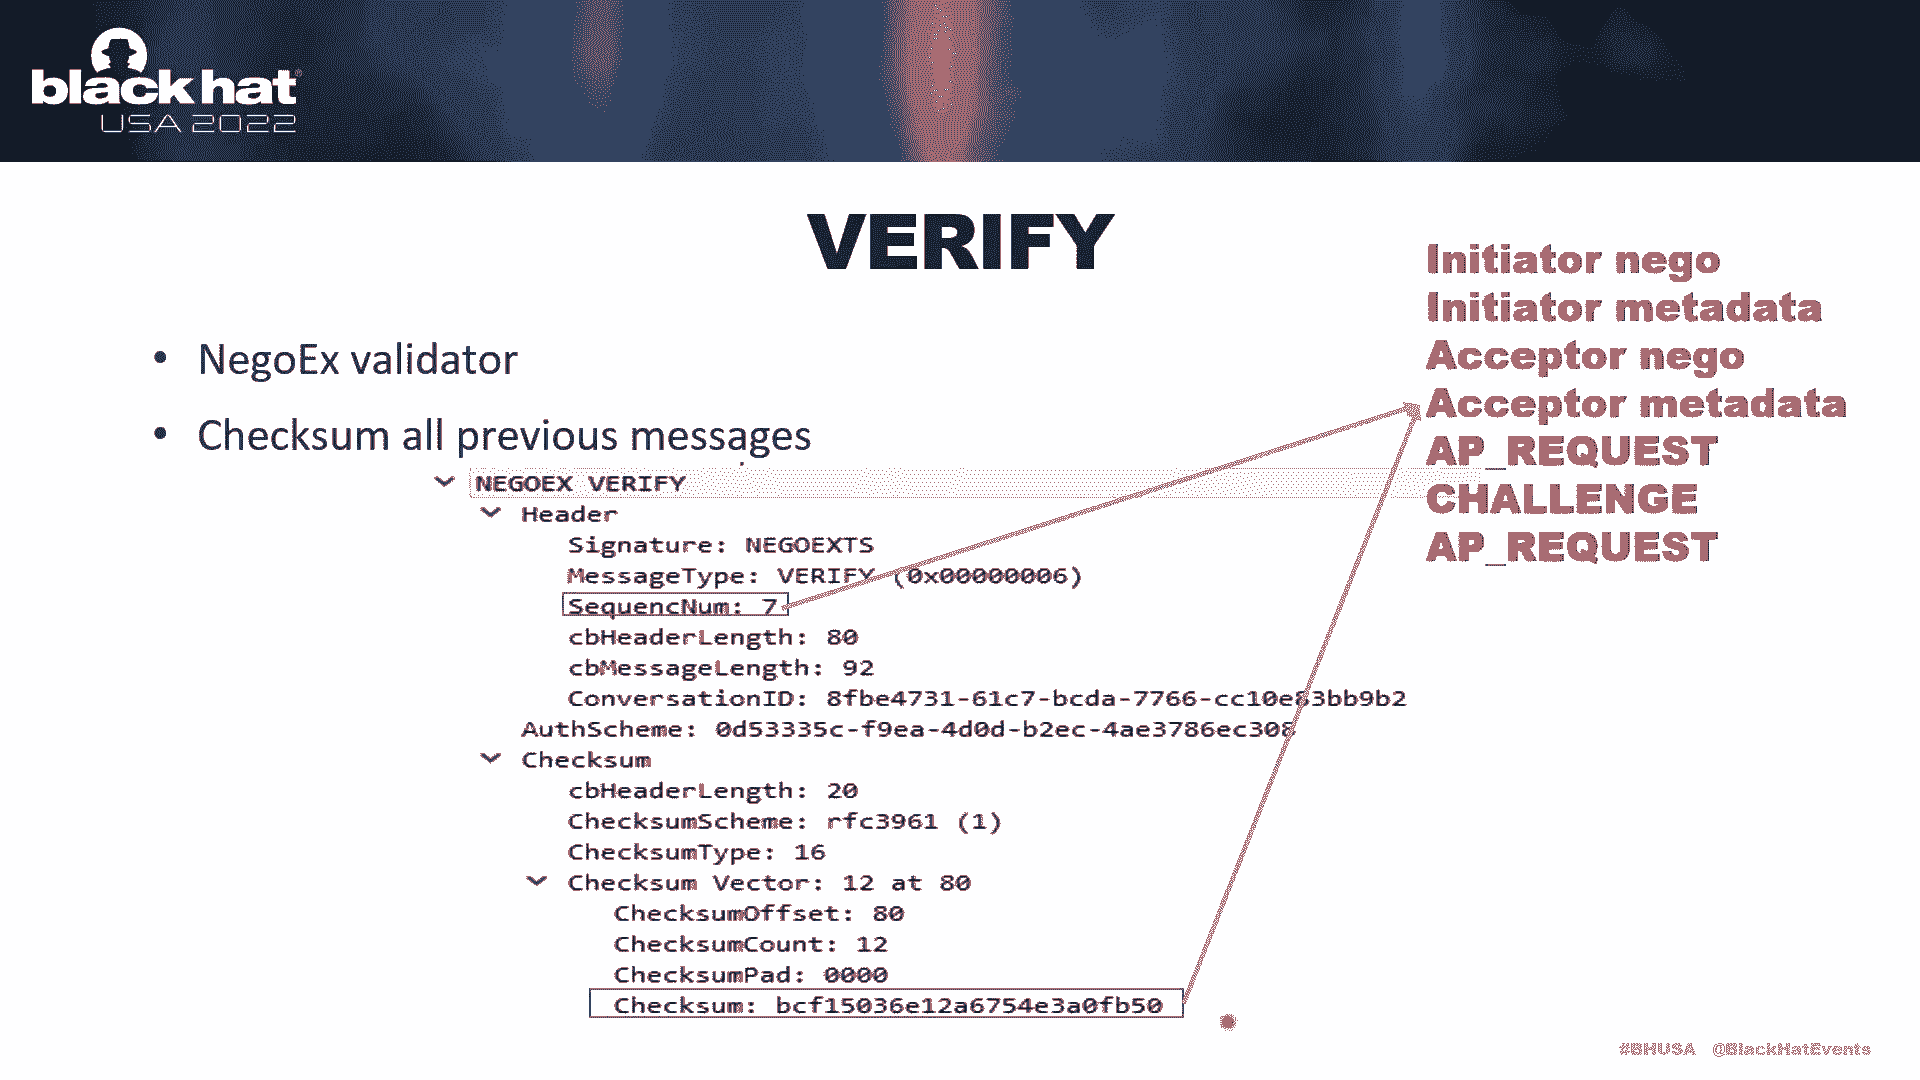 black hat®
USA 2022
VERIFY
• NegoEx validator
• Checksum all previous messages
NEGOEX VERIFY
Header
Signature: NEGOEXTS
MessageType: VERIFY (0x00000006)
SequencNum: 7
cbHeaderLength: 80
cbMessageLength: 92
ConversationID: 8fbe4731-61c7-bcda-7766-cc10e83bb9b2
AuthScheme: 0d53335c-f9ea-4d0d-b2ec-4ae3786ec308
Checksum
cbHeaderLength: 20
ChecksumScheme: rfc3961 (1)
ChecksumType: 16
Checksum Vector: 12 at 80
ChecksumOffset: 80
ChecksumCount: 12
ChecksumPad: 0000
Checksum: bcf15036e12a6754e3a0fb50
Initiator nego
Initiator metadata
Acceptor nego
Acceptor metadata
AP_REQUEST
CHALLENGE
AP_REQUEST
#BHUSA @BlackHatEvents